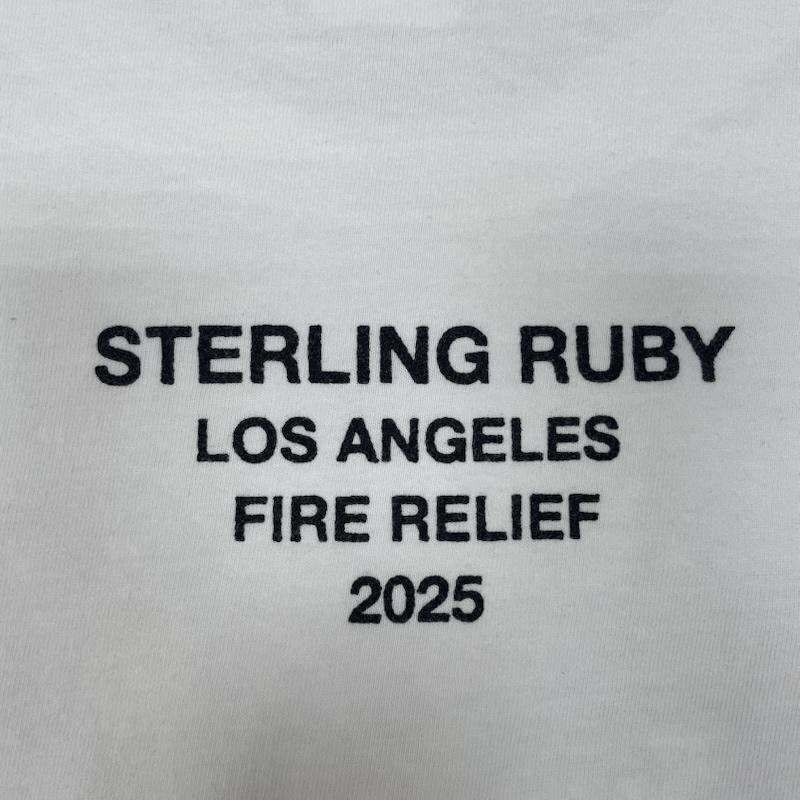 STERLING RUBY
LOS ANGELES
FIRE RELIEF
2025